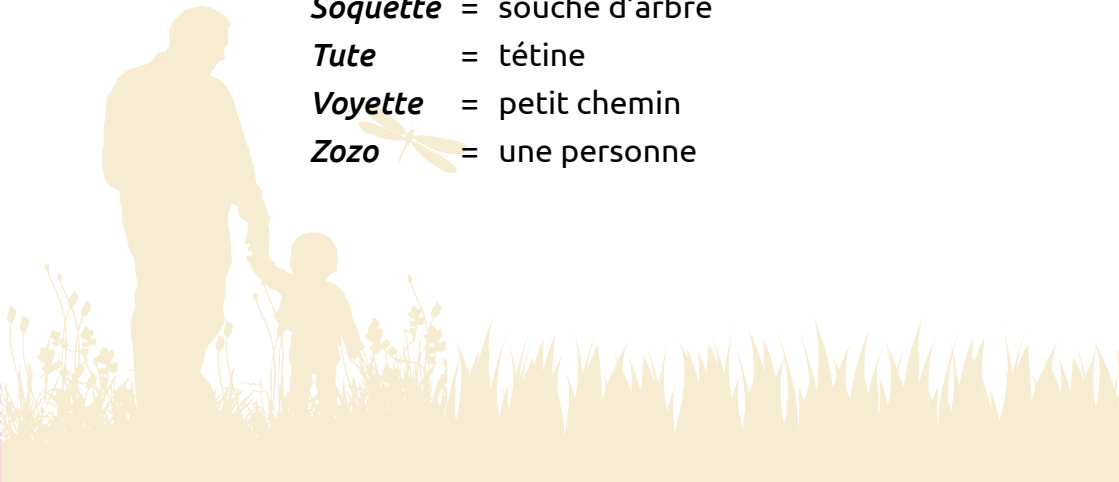 Soquette = souche d'arbre
Tute = tétine
Voyette = petit chemin
Zozo = une personne